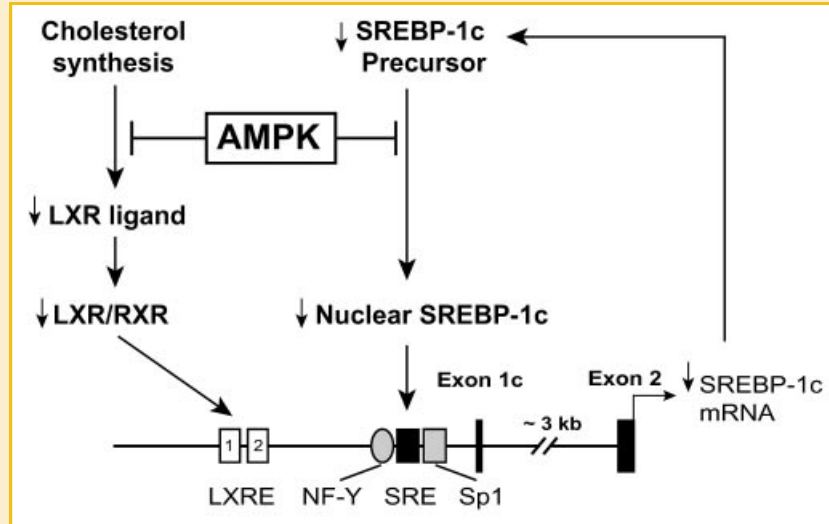 Cholesterol
synthesis
↓ SREBP-1c
Precursor
AMPK
↓ LXR ligand
↓ LXR/RXR
↓ Nuclear SREBP-1c
Exon 1c
Exon 2
~ 3 kb
↓ SREBP-1c
mRNA
1 2
LXRE NF-Y SRE Sp1